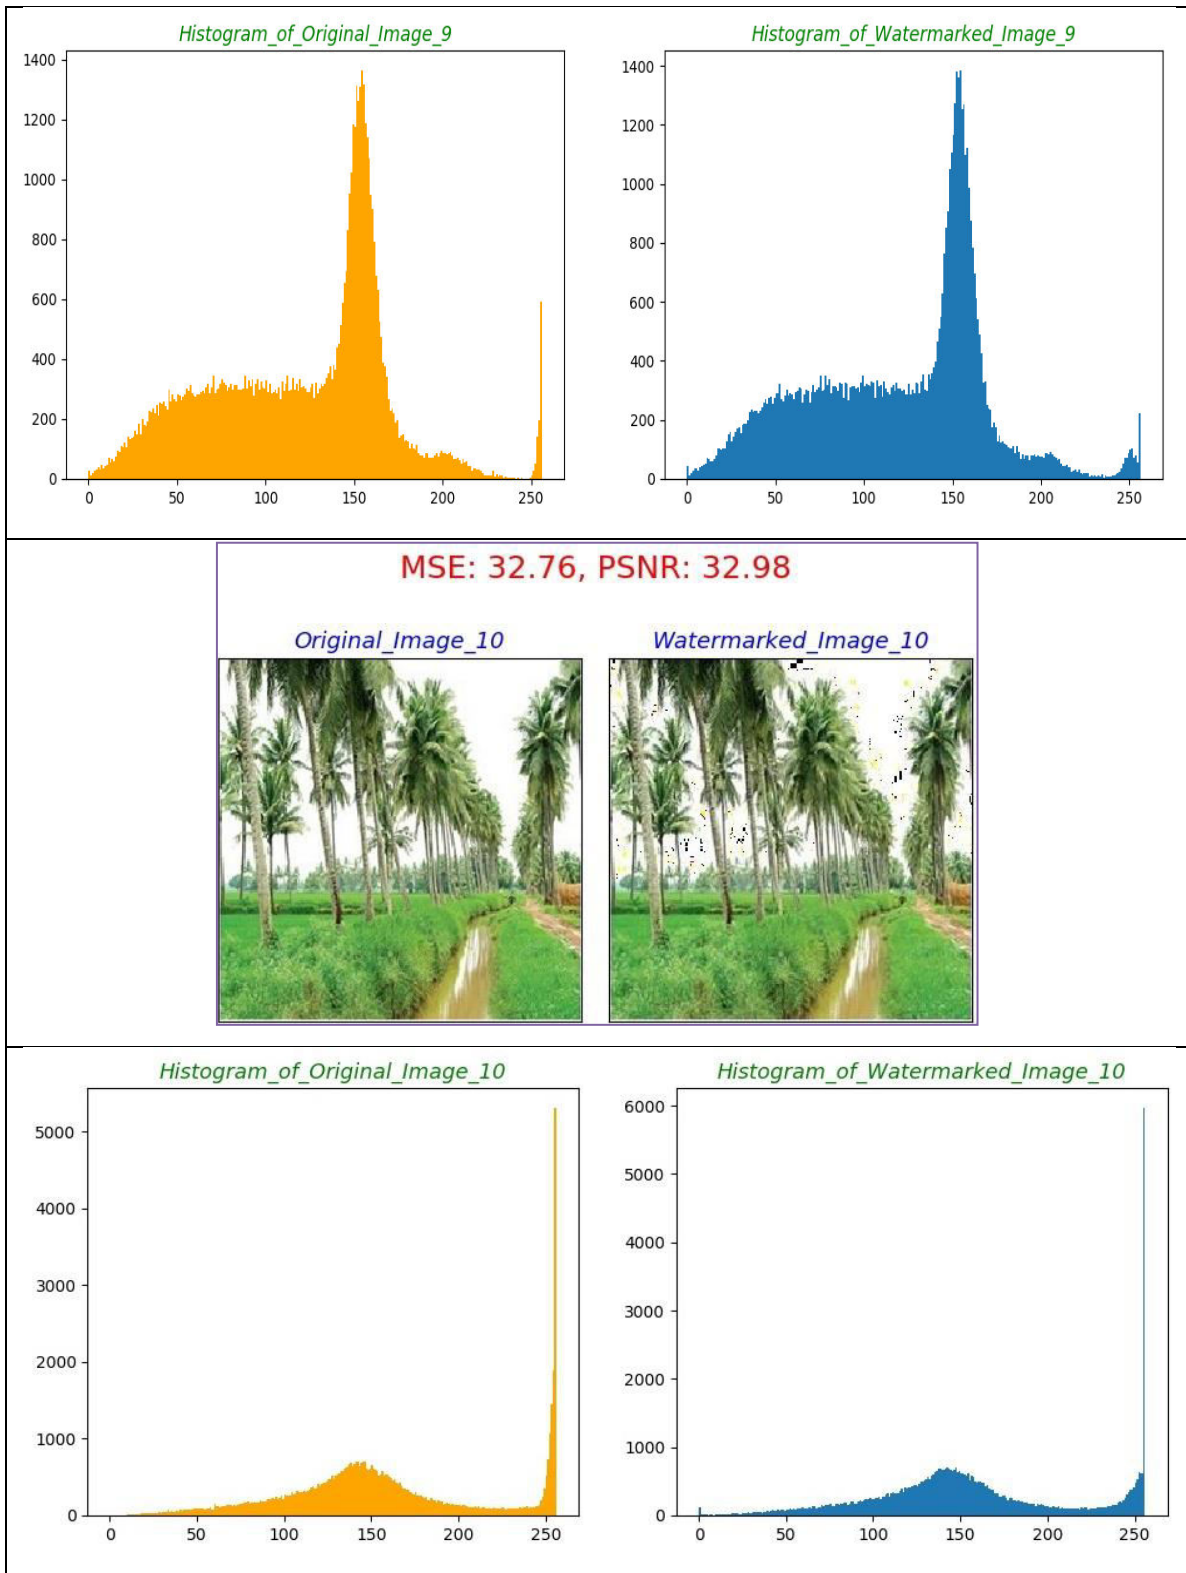 Histogram_of_Original_Image_9
1400
1200
1000
800
600
400
200
0
0 50 100 150 200 250
Histogram_of_Watermarked_Image_9
1400
1200
1000
800
600
400
200
0
0 50 100 150 200 250
MSE: 32.76, PSNR: 32.98
Original_Image_10
Watermarked_Image_10
Histogram_of_Original_Image_10
5000
4000
3000
2000
1000
0
0 50 100 150 200 250
Histogram_of_Watermarked_Image_10
6000
5000
4000
3000
2000
1000
0
0 50 100 150 200 250